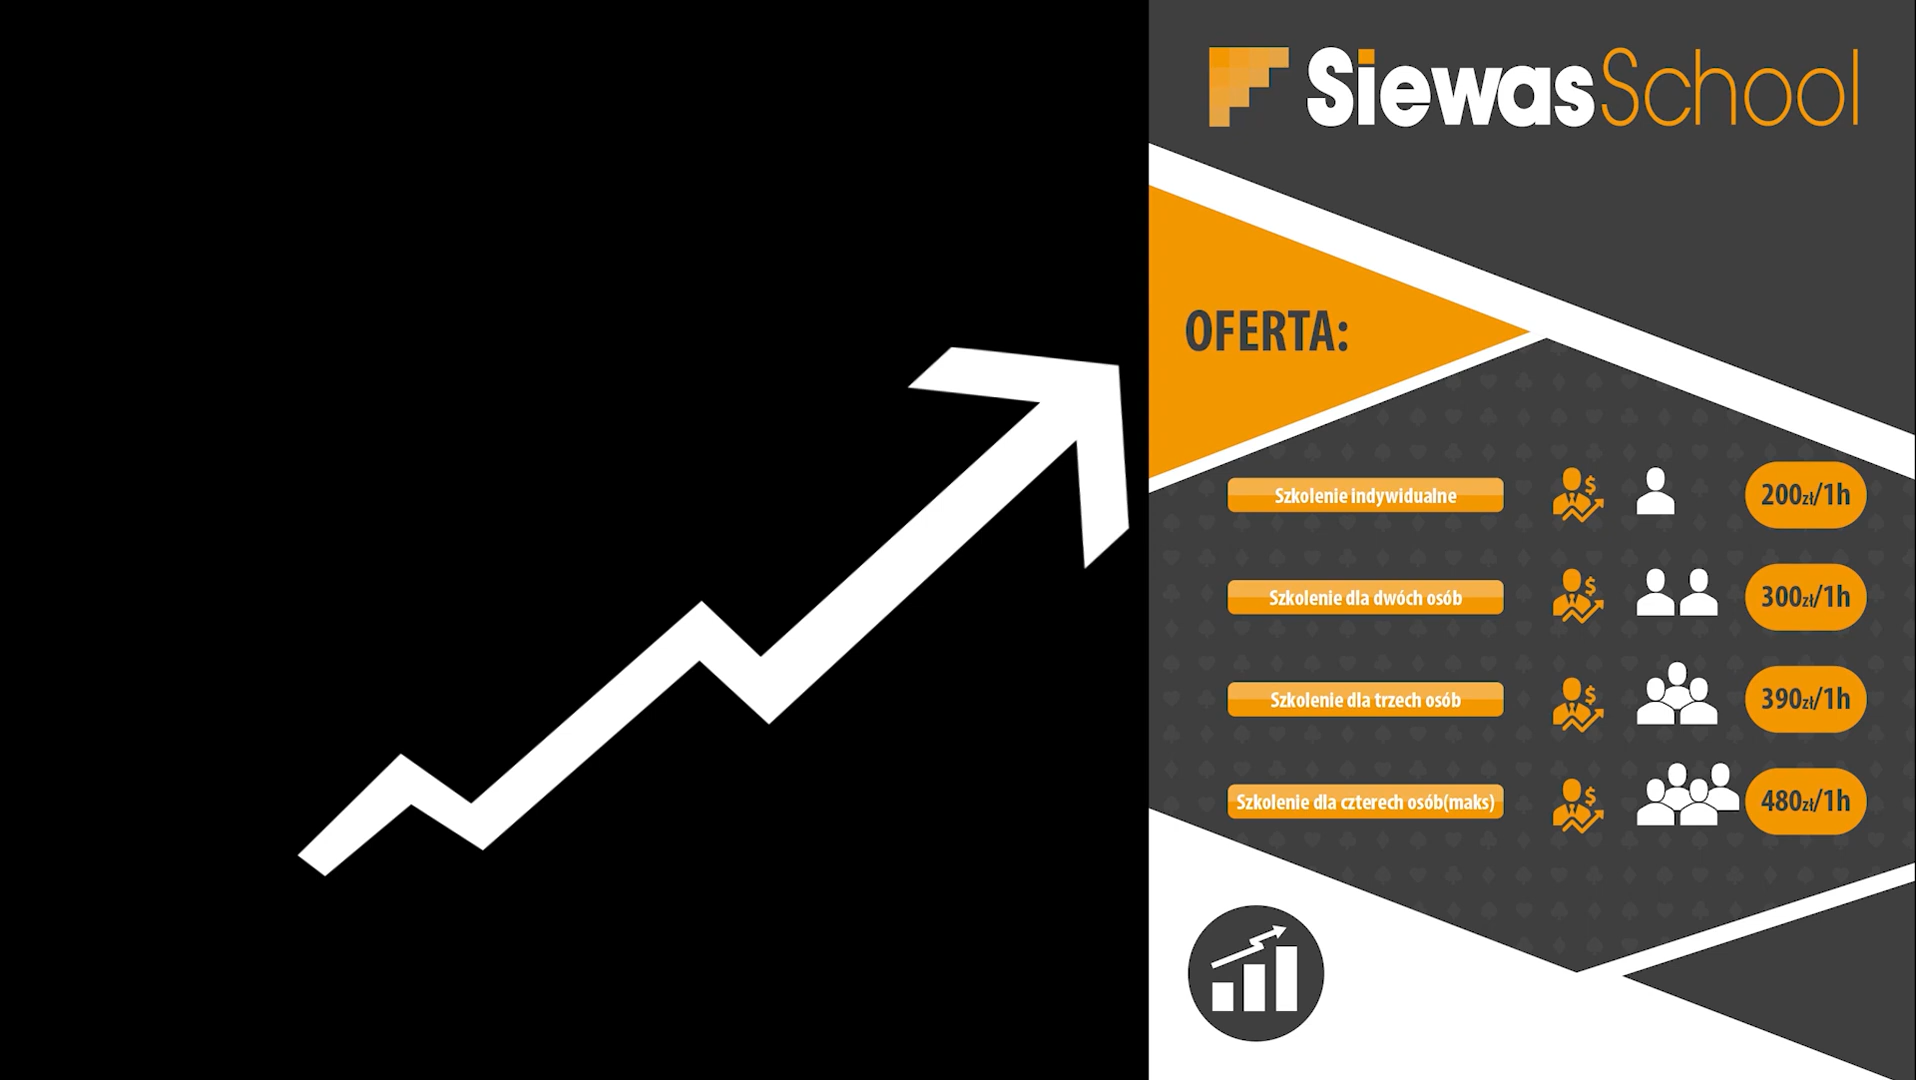 SiewasSchool
OFERTA:
Szkolenie indywidualne $ 200zł/1h
Szkolenie dla dwóch osób $ 300zł/1h
Szkolenie dla trzech osób $ 390zł/1h
Szkolenie dla czterech osób(maks) $ 480zł/1h